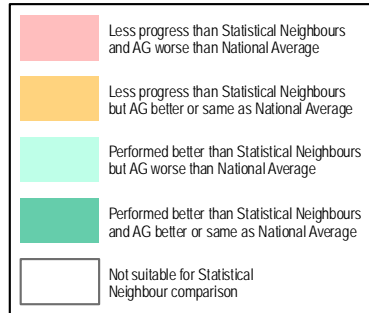 Less progress than Statistical Neighbours
and AG worse than National Average
Less progress than Statistical Neighbours
but AG better or same as National Average
Performed better than Statistical Neighbours
but AG worse than National Average
Performed better than Statistical Neighbours
and AG better or same as National Average
Not suitable for Statistical
Neighbour comparison